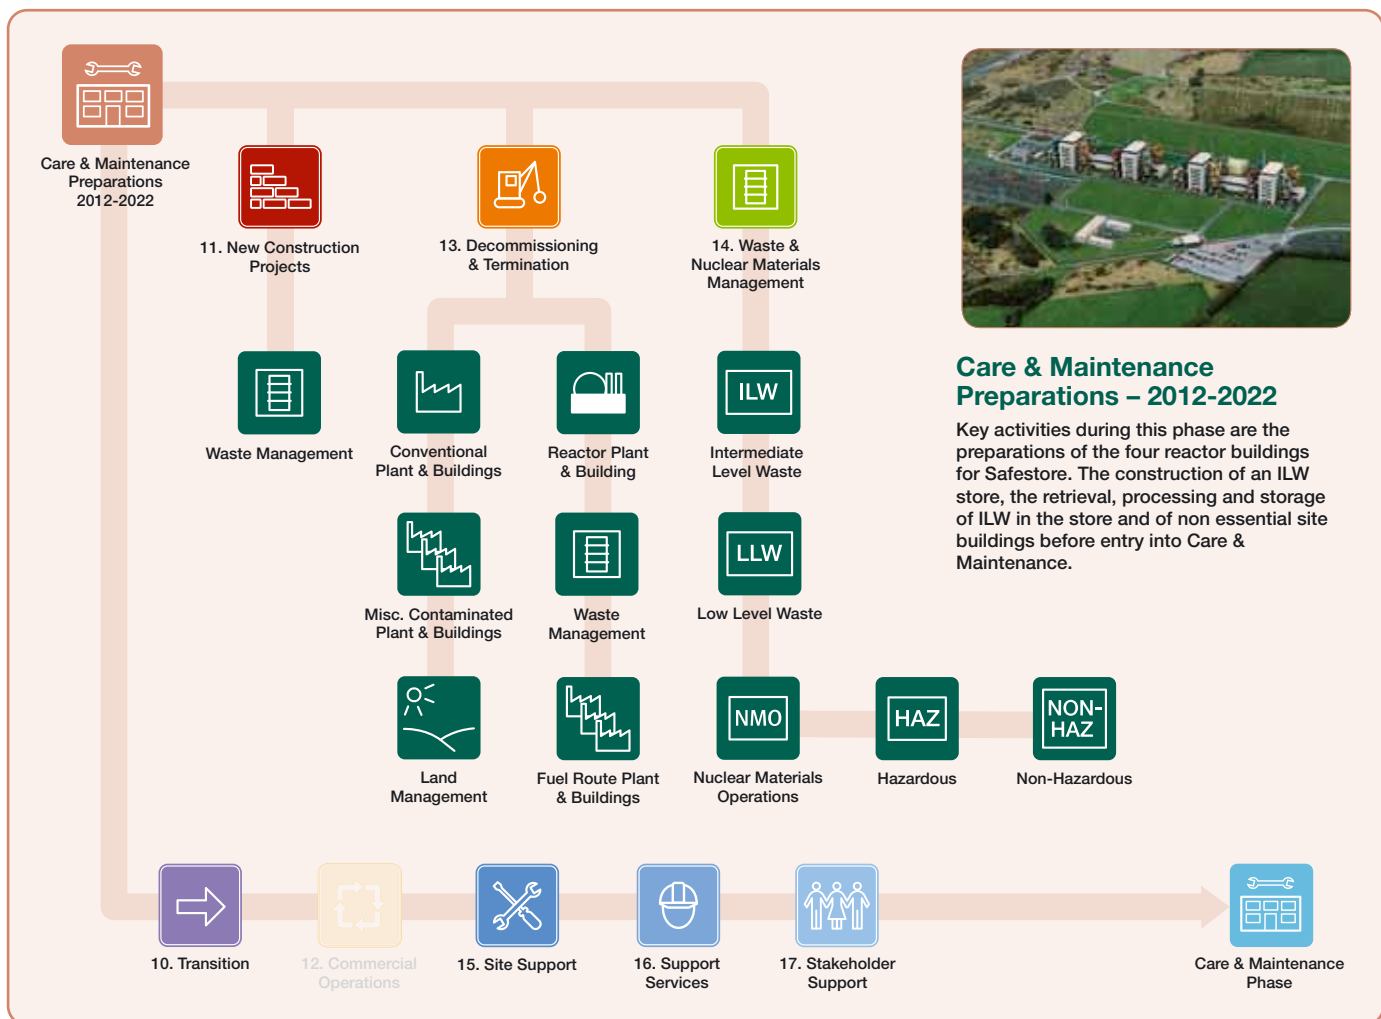 Care & Maintenance
Preparations
2012-2022
11. New Construction
Projects
13. Decommissioning
& Termination
14. Waste &
Nuclear Materials
Management
Waste Management
Conventional
Plant & Buildings
Reactor Plant
& Building
ILW
Intermediate
Level Waste
Misc. Contaminated
Plant & Buildings
Waste
Management
LLW
Low Level Waste
Land
Management
Fuel Route Plant
& Buildings
NMO
Nuclear Materials
Operations
HAZ
Hazardous
NON-
HAZ
Non-Hazardous
Care & Maintenance
Preparations – 2012-2022
Key activities during this phase are the
preparations of the four reactor buildings
for Safestore. The construction of an ILW
store, the retrieval, processing and storage
of ILW in the store and of non essential site
buildings before entry into Care &
Maintenance.
10. Transition
12. Commercial
Operations
15. Site Support
16. Support
Services
17. Stakeholder
Support
Care & Maintenance
Phase